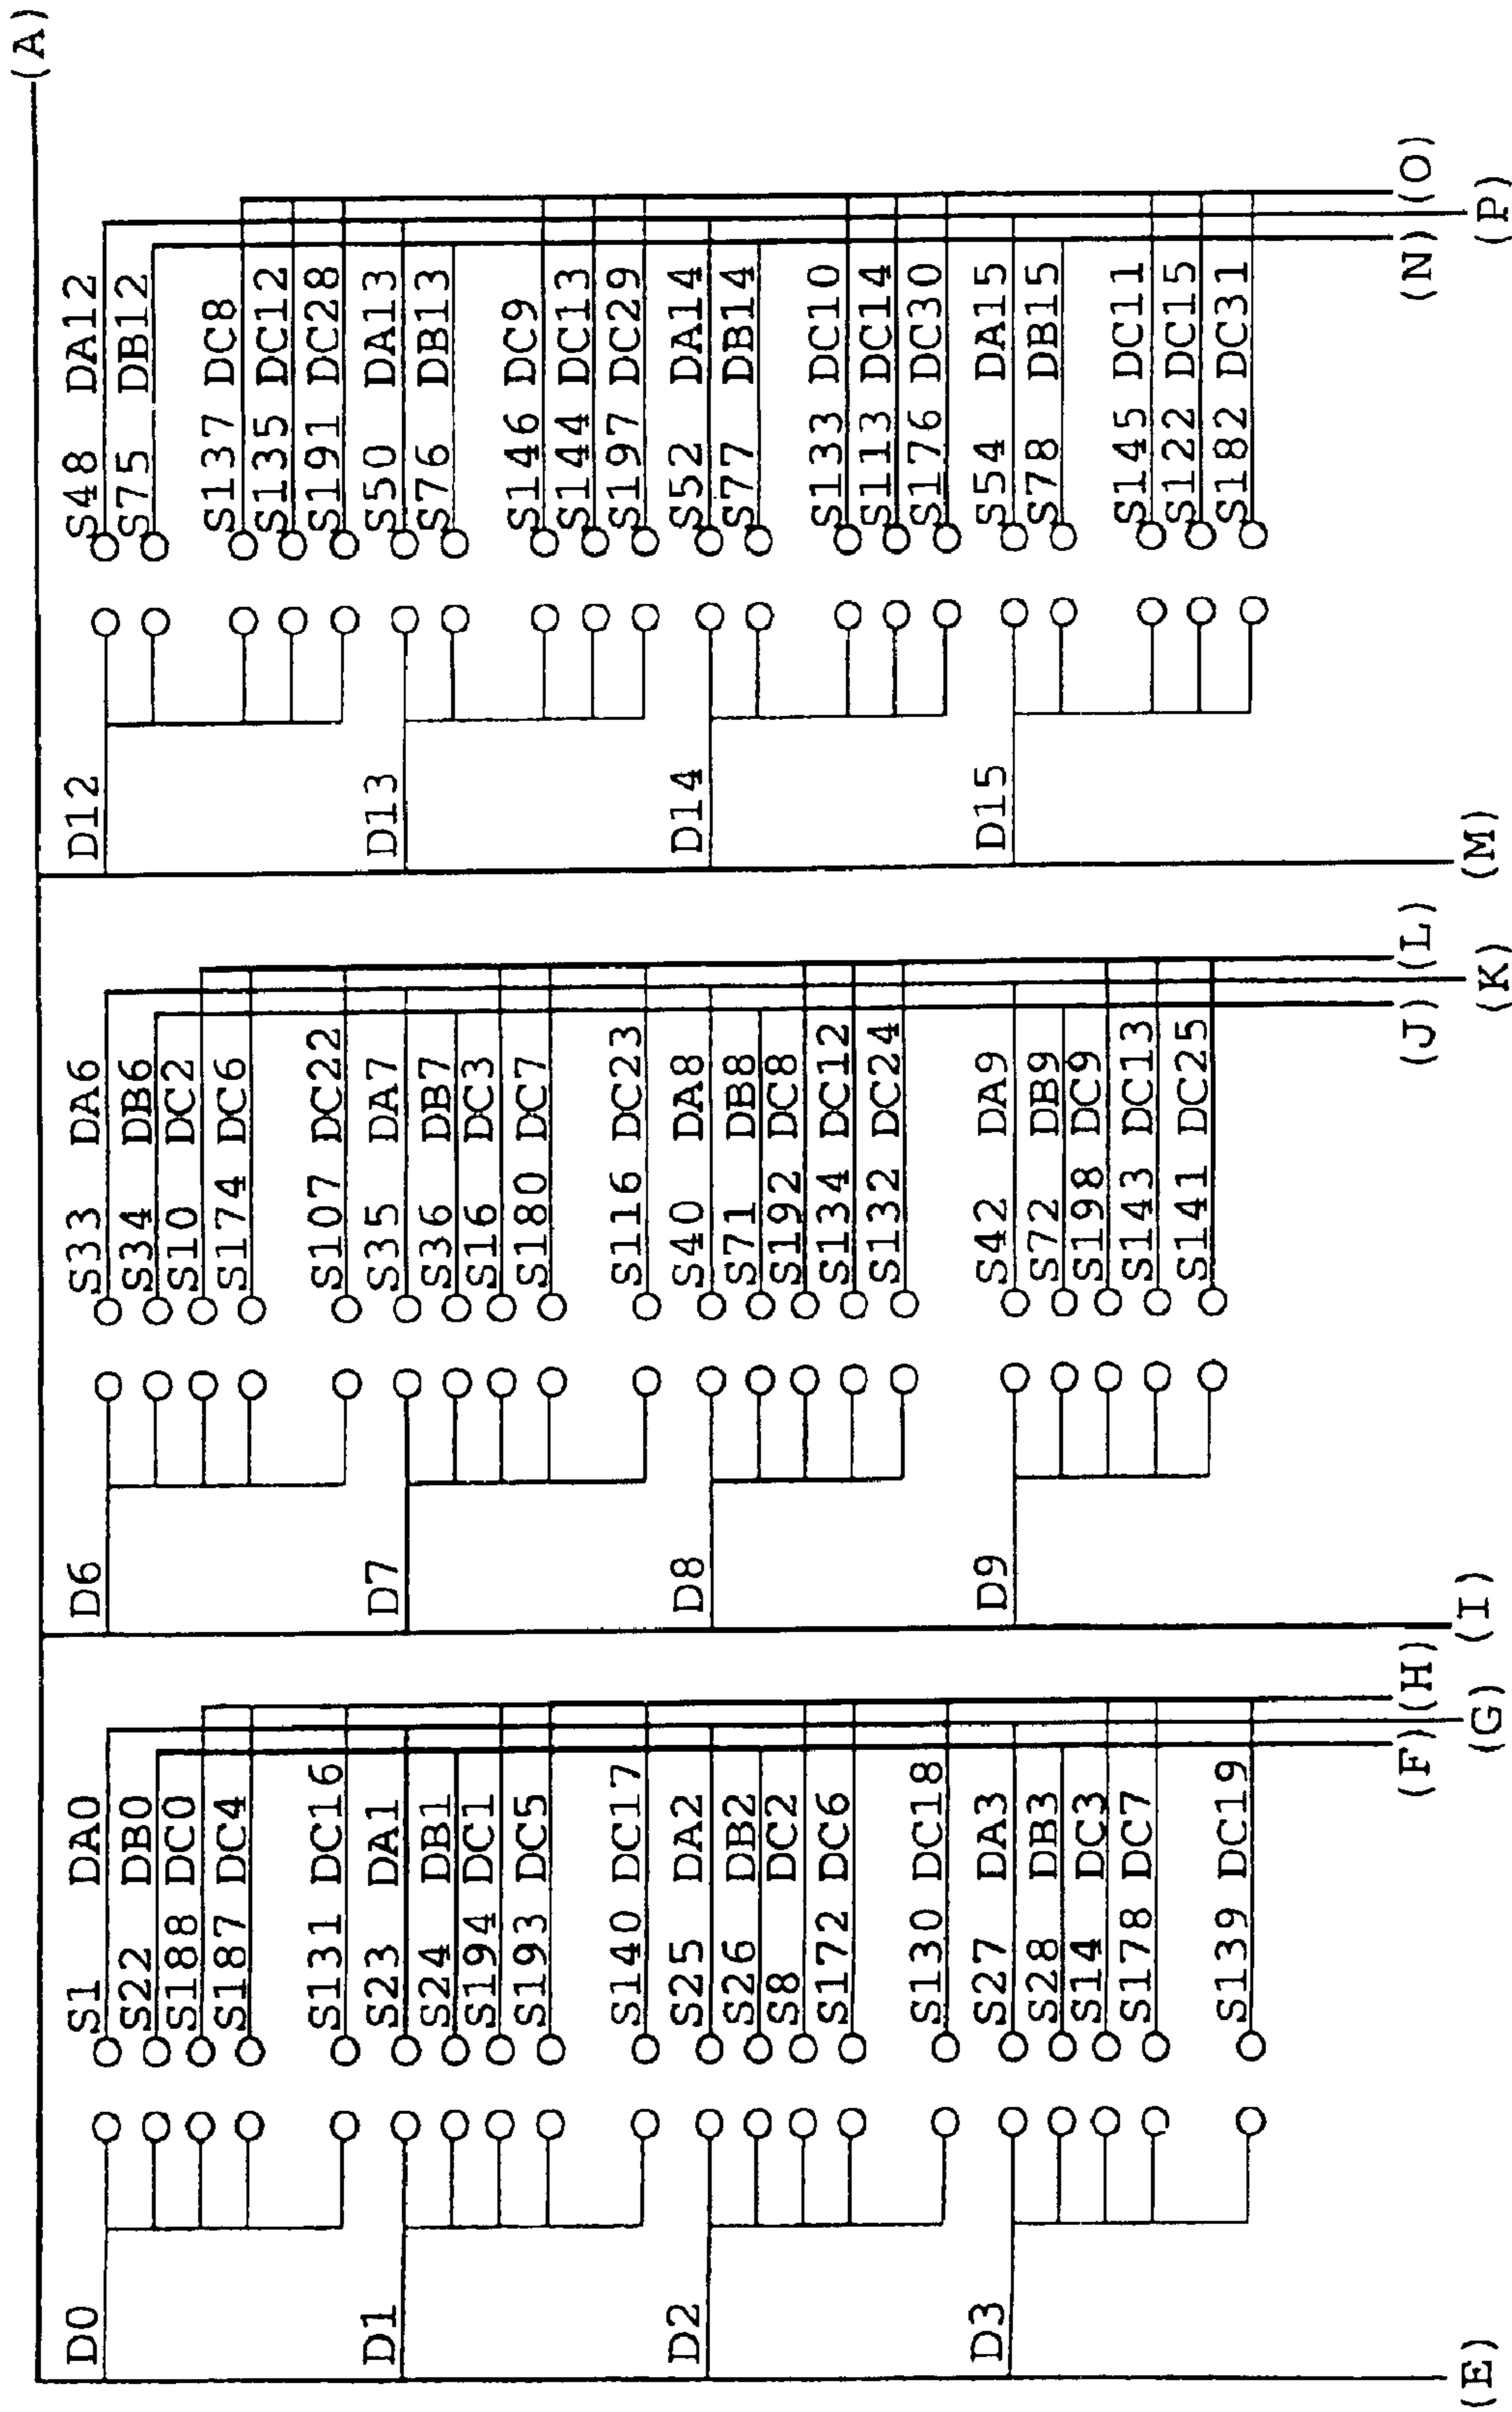 (A)
D0
S1 DA0
S22 DB0
S188 DC0
S187 DC4
S131 DC16
D1
S23 DA1
S24 DB1
S194 DC1
S193 DC5
S140 DC17
D2
S25 DA2
S26 DB2
S8 DC2
S172 DC6
S130 DC18
D3
S27 DA3
S28 DB3
S14 DC3
S178 DC7
S139 DC19
(E)
(F)
(G)
(H)
D6
S33 DA6
S34 DB6
S10 DC2
S174 DC6
S107 DC22
D7
S35 DA7
S36 DB7
S16 DC3
S180 DC7
S116 DC23
D8
S40 DA8
S71 DB8
S192 DC8
S134 DC12
S132 DC24
D9
S42 DA9
S72 DB9
S198 DC9
S143 DC13
S141 DC25
(I)
(J)
(K)
(L)
D12
S48 DA12
S75 DB12
S137 DC8
S135 DC12
S191 DC28
D13
S50 DA13
S76 DB13
S146 DC9
S144 DC13
S197 DC29
D14
S52 DA14
S77 DB14
S133 DC10
S113 DC14
S176 DC30
D15
S54 DA15
S78 DB15
S145 DC11
S122 DC15
S182 DC31
(M)
(N)
(P)
(O)